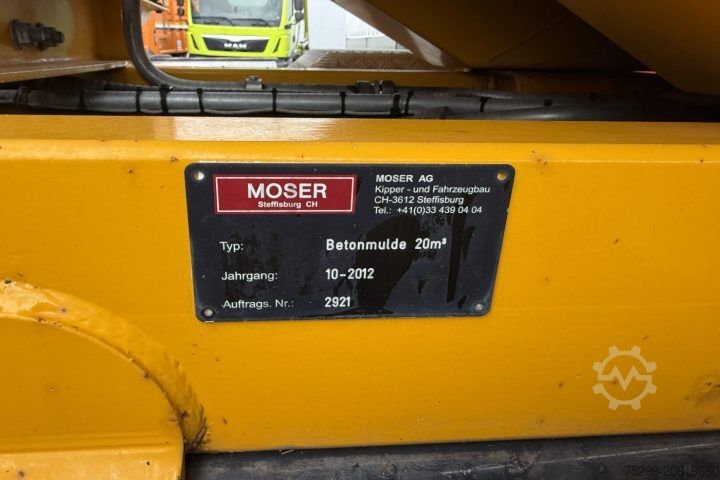 MAN
MOSER
Steffisburg CH
MOSER AG
Kipper - und Fahrzeugbau
CH-3612 Steffisburg
Tel.: +41(0)33 439 04 04
Typ: Betonmulde 20m³
Jahrgang: 10-2012
Auftrags. Nr.: 2921